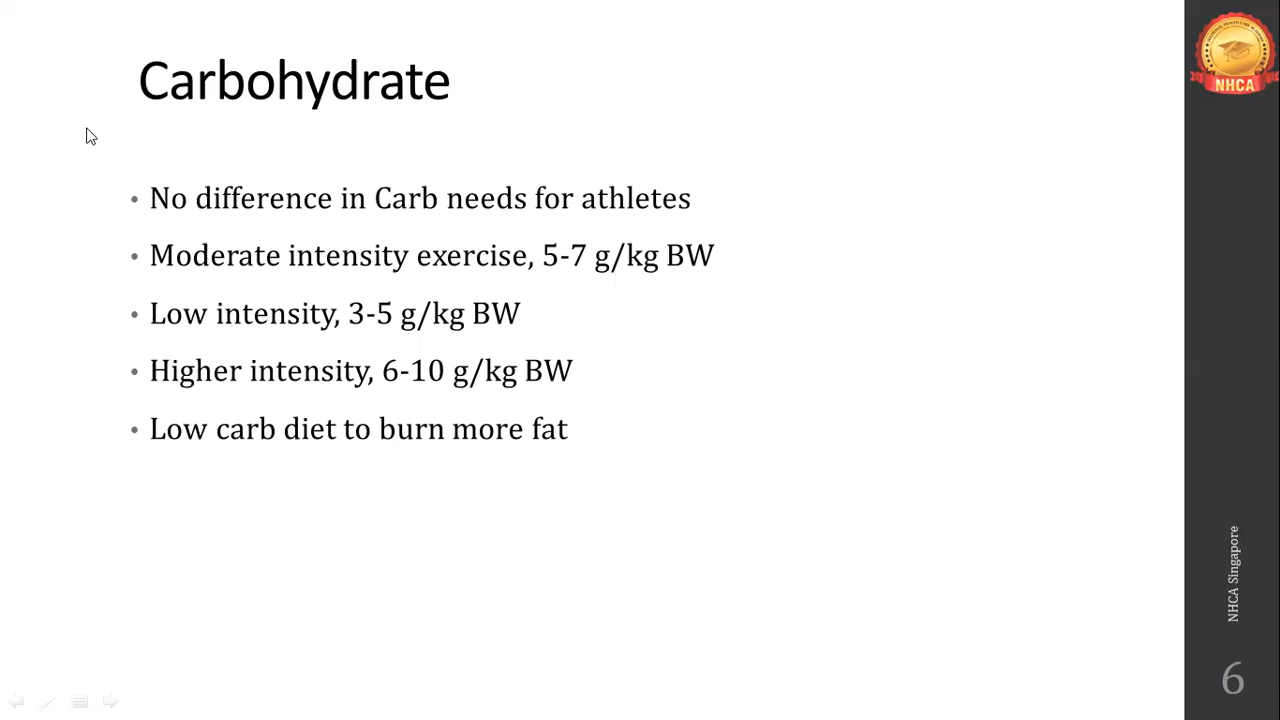 Carbohydrate
• No difference in Carb needs for athletes
• Moderate intensity exercise, 5-7 g/kg BW
• Low intensity, 3-5 g/kg BW
• Higher intensity, 6-10 g/kg BW
• Low carb diet to burn more fat
NHCA
NHCA Singapore
6